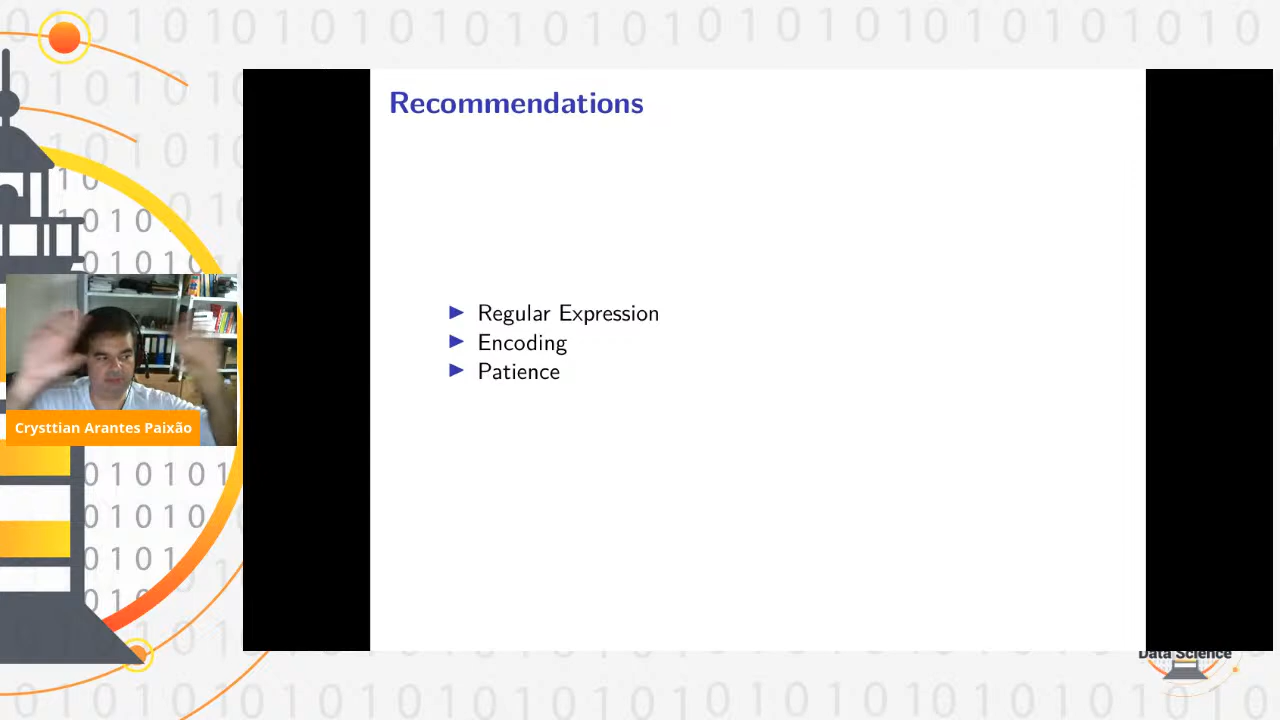 Recommendations
Regular Expression
Encoding
Patience
Crysttian Arantes Paixão
Data Science